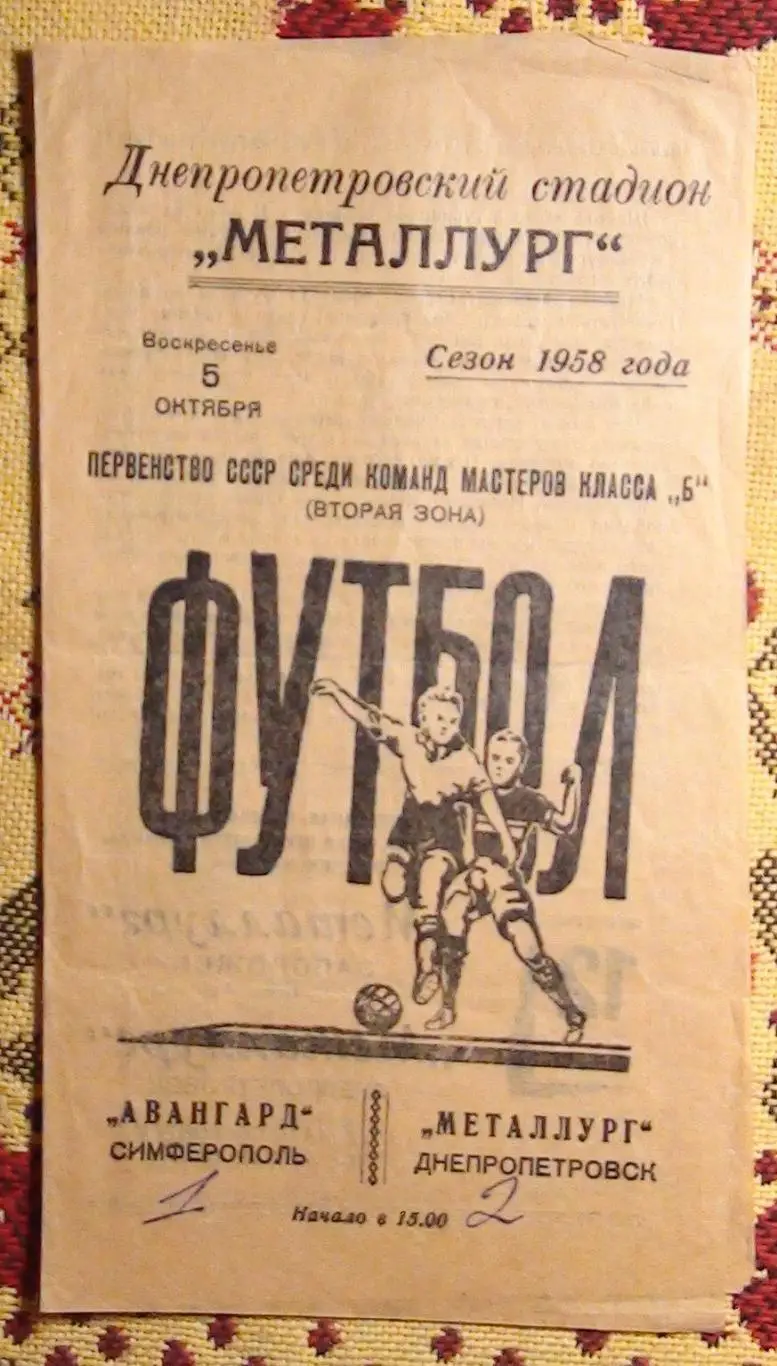 Днепропетровский стадион
„МЕТАЛЛУРГ“
Воскресенье
5
ОКТЯБРЯ
Сезон 1958 года
ПЕРВЕНСТВО СССР СРЕДИ КОМАНД МАСТЕРОВ КЛАССА „Б“
(ВТОРАЯ ЗОНА)
ФУТБОЛ
„АВАНГАРД“
СИМФЕРОПОЛЬ
„МЕТАЛЛУРГ“
ДНЕПРОПЕТРОВСК
1
Начало в 15.00
2